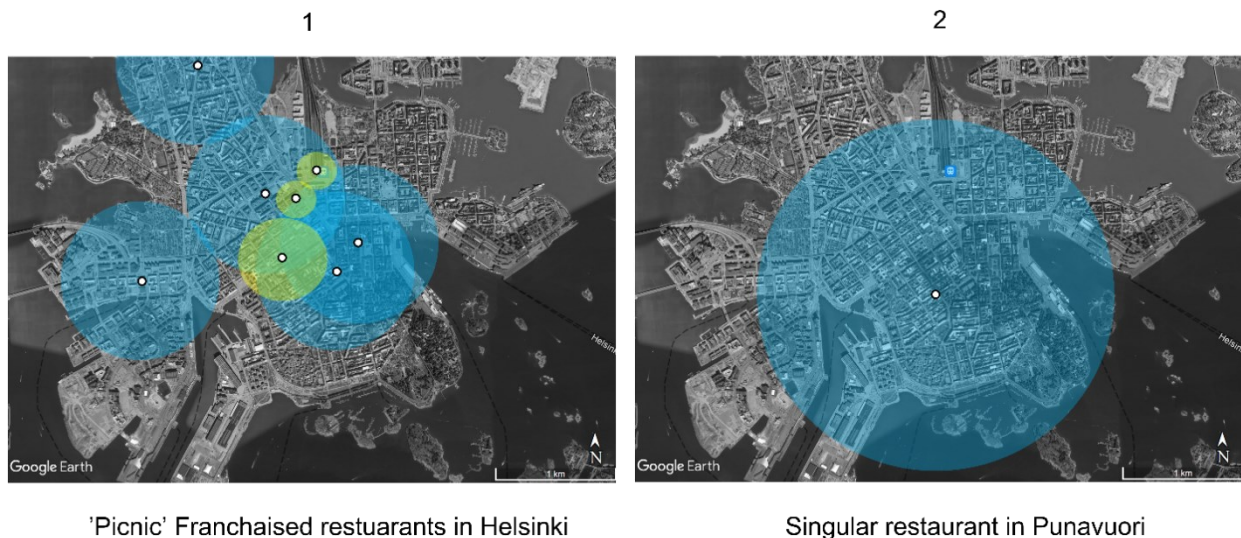 1
2
Google Earth
1 km
N
Google Earth
1 km
N
Helsink
’Picnic’ Franchaised restuarants in Helsinki
Singular restaurant in Punavuori